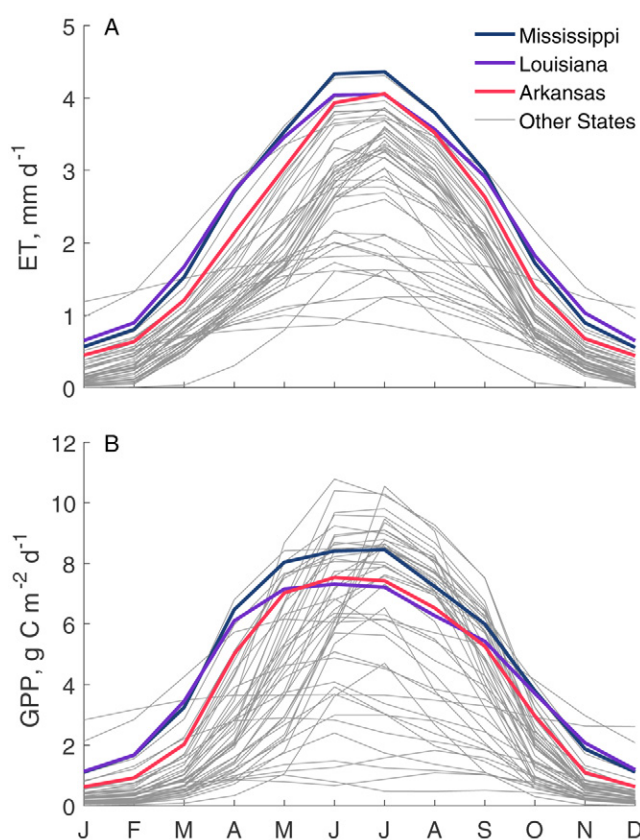 A
Mississippi
Louisiana
Arkansas
Other States
ET, mm d⁻¹
5
4
3
2
1
0
B
GPP, g C m⁻² d⁻¹
12
10
8
6
4
2
0
J F M A M J J A S O N D